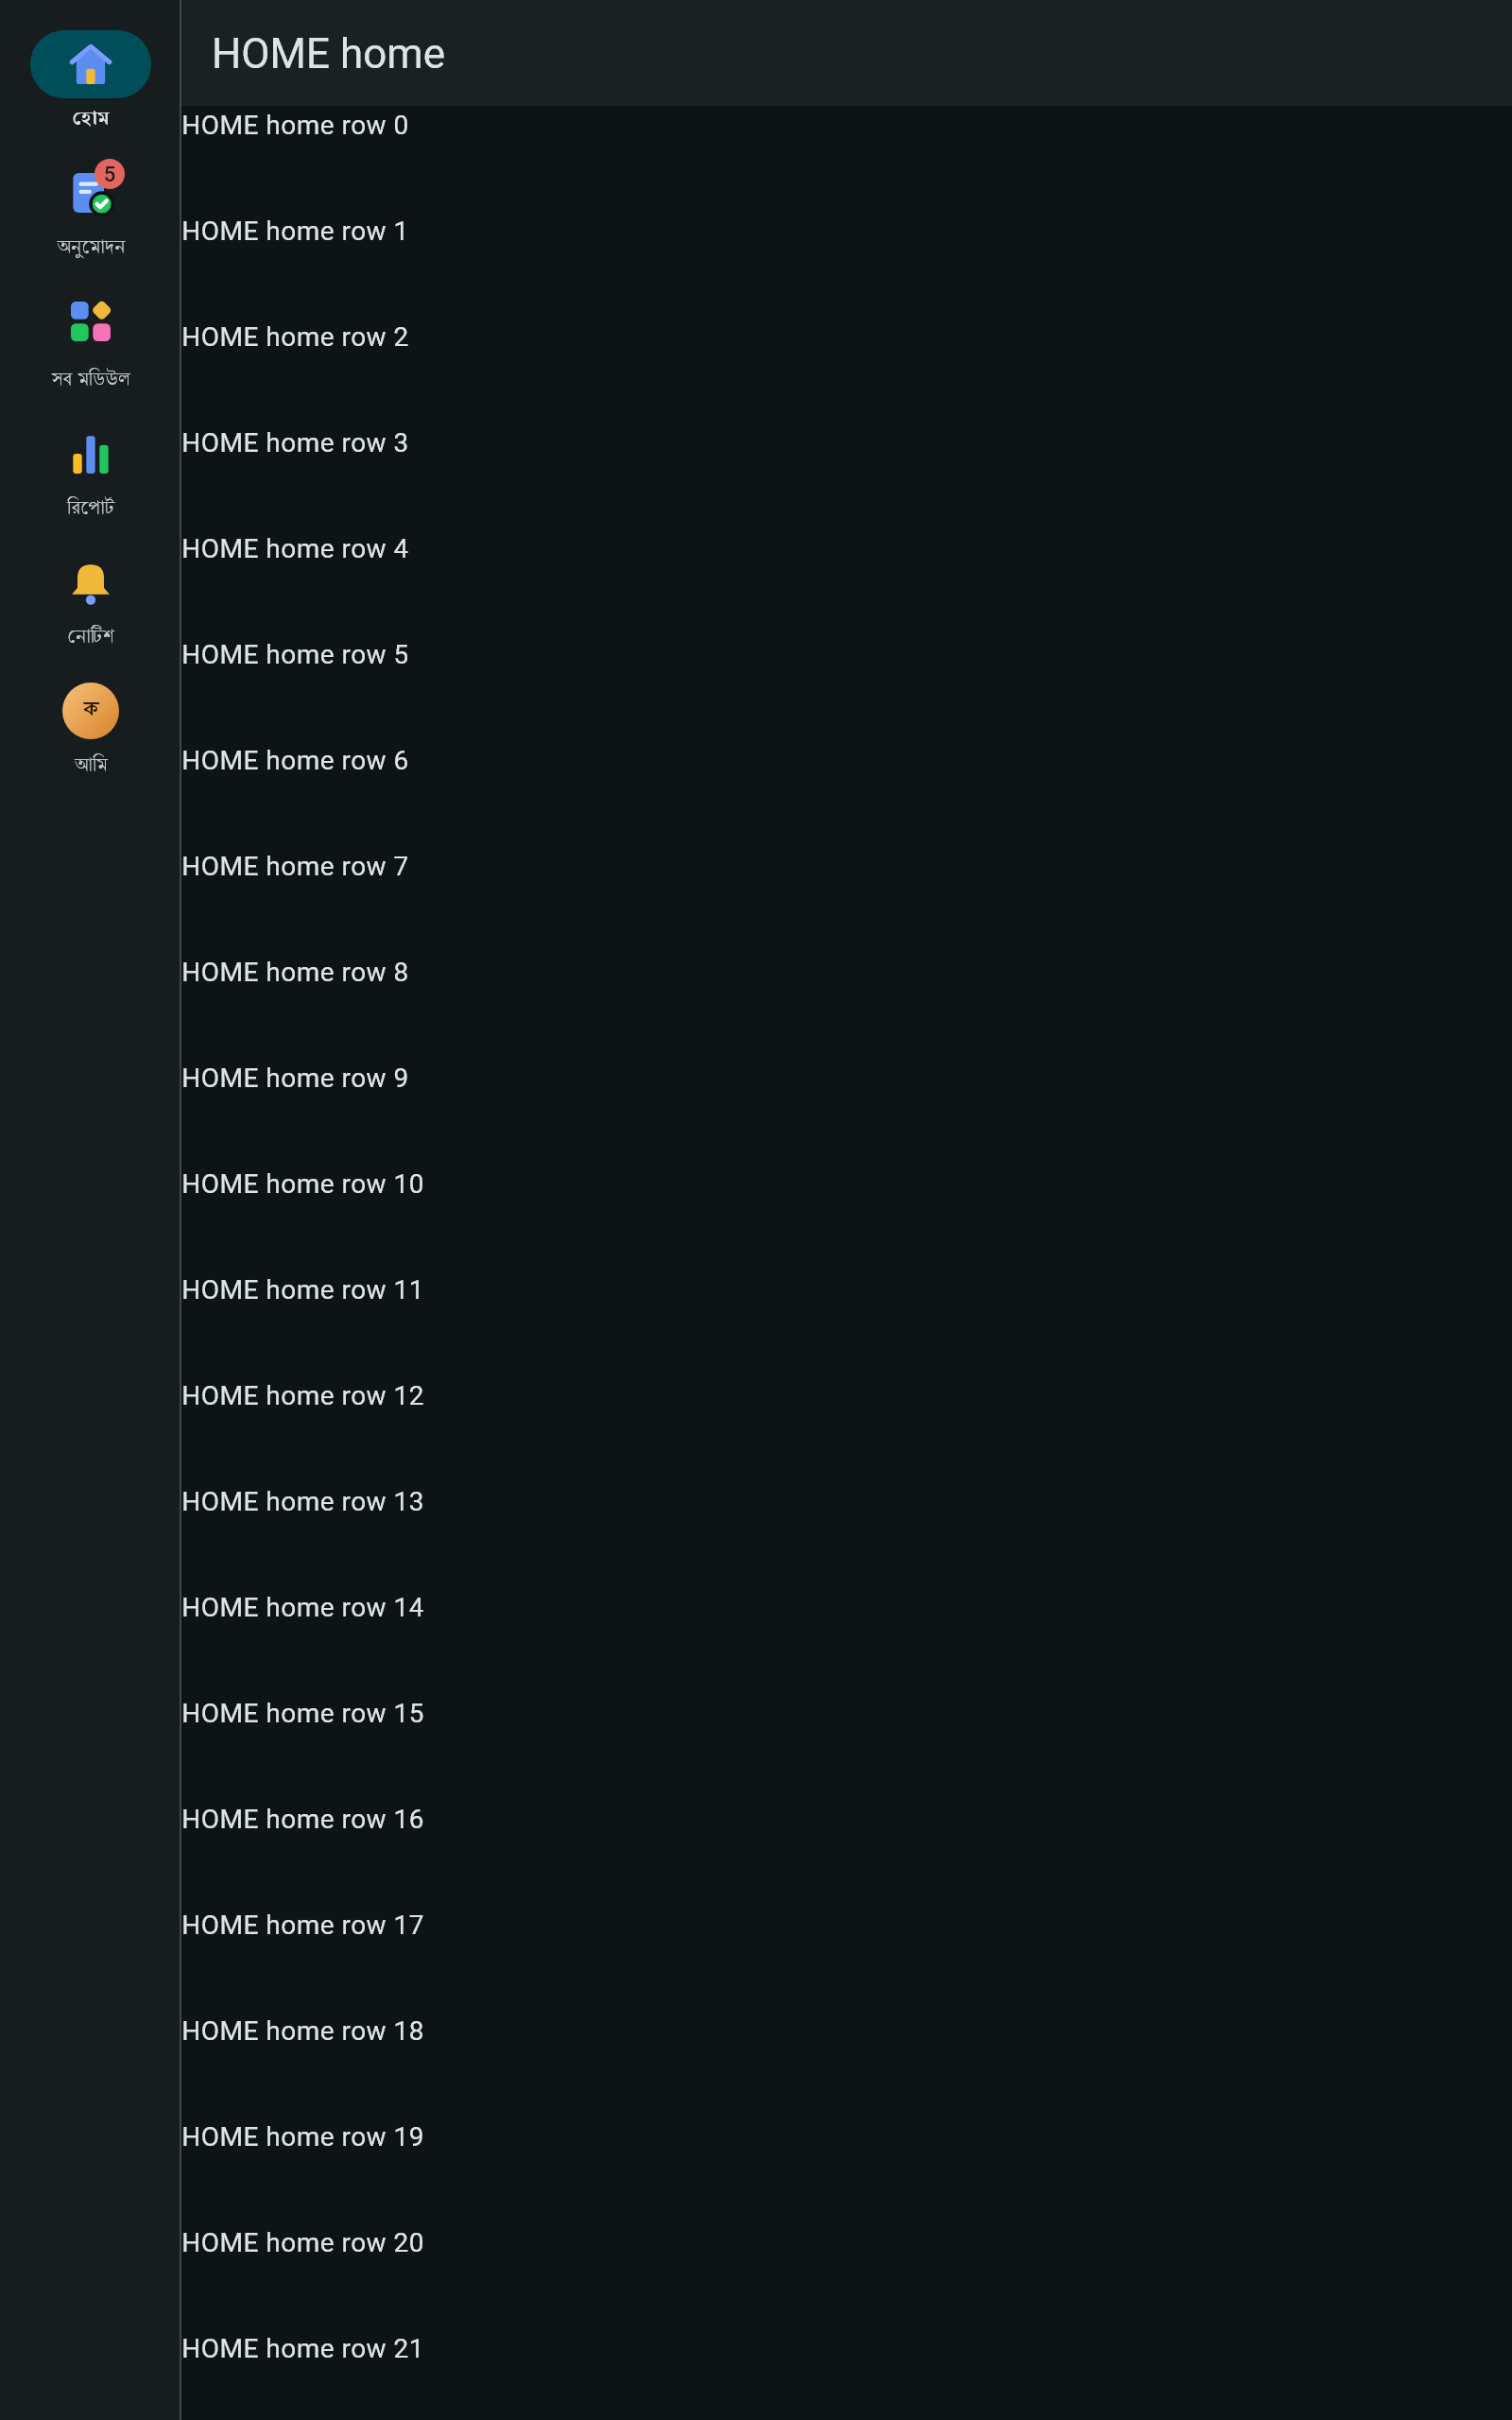 হোম
5
অনুমোদন
সব মডিউল
রিপোর্ট
নোটিশ
ক
আমি
HOME home
HOME home row 0
HOME home row 1
HOME home row 2
HOME home row 3
HOME home row 4
HOME home row 5
HOME home row 6
HOME home row 7
HOME home row 8
HOME home row 9
HOME home row 10
HOME home row 11
HOME home row 12
HOME home row 13
HOME home row 14
HOME home row 15
HOME home row 16
HOME home row 17
HOME home row 18
HOME home row 19
HOME home row 20
HOME home row 21